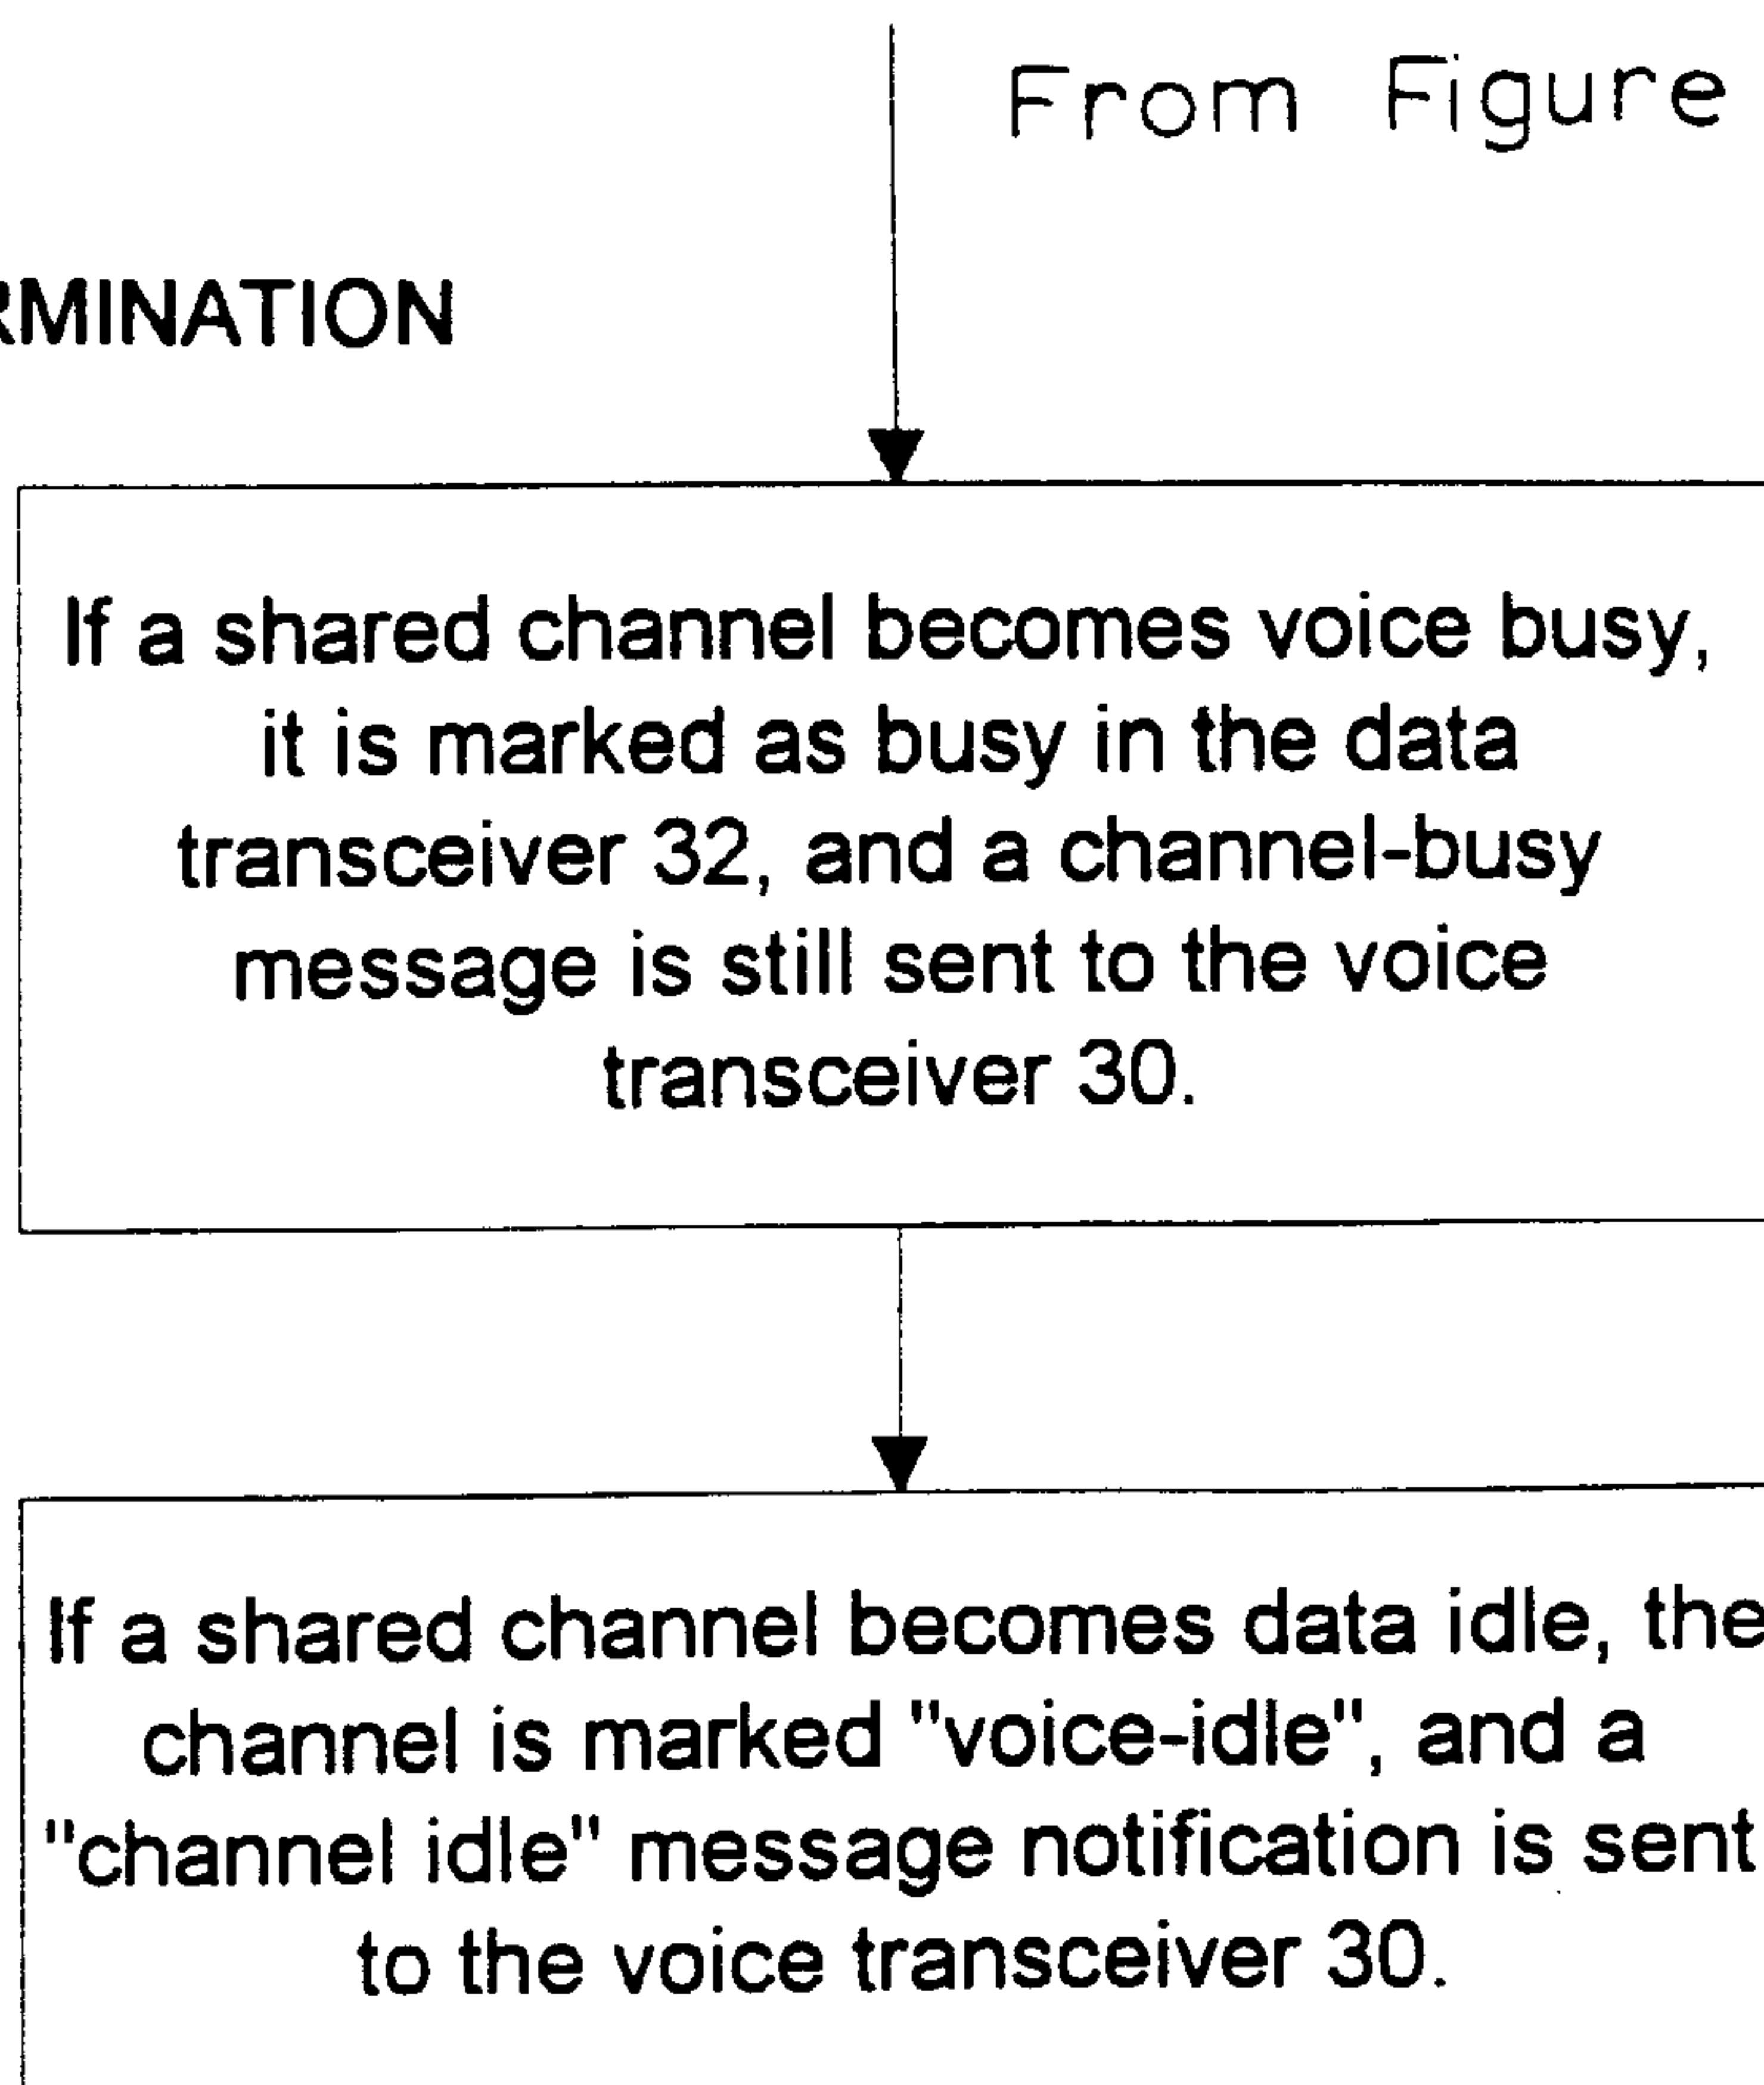 From Figure
RMINATION
If a shared channel becomes voice busy,
it is marked as busy in the data
transceiver 32, and a channel-busy
message is still sent to the voice
transceiver 30.
If a shared channel becomes data idle, the
channel is marked "voice-idle", and a
"channel idle" message notification is sent
to the voice transceiver 30.